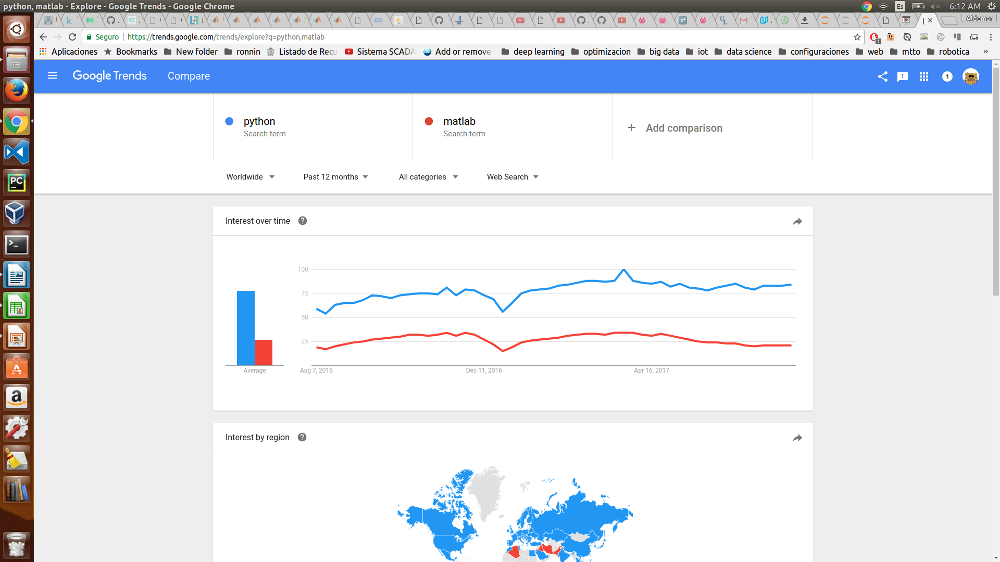 python, matlab - Explore - Google Trends - Google Chrome
Es
6:12 AM
Aldemar
Seguro
https://trends.google.com/trends/explore?q=python,matlab
1
Aplicaciones
Bookmarks
New folder
ronnin
Listado de Recu
Sistema SCADA
Add or remove
deep learning
optimizacion
big data
iot
data science
configuraciones
web
mtto
robotica
»
Google Trends
Compare
1
python
Search term
matlab
Search term
+ Add comparison
Worldwide
Past 12 months
All categories
Web Search
Interest over time
?
100
75
50
25
Average
Aug 7, 2016
Dec 11, 2016
Apr 16, 2017
Interest by region
?
PC